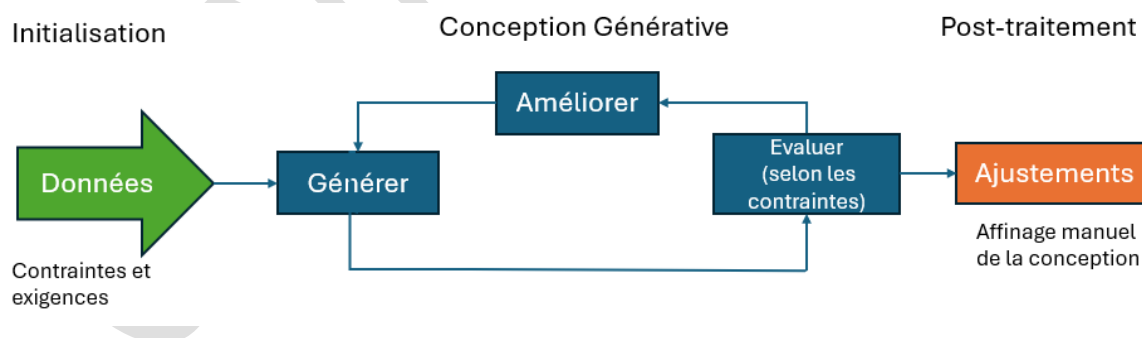 Initialisation
Conception Générative
Post-traitement
Améliorer
Données
Générer
Evaluer
(selon les
contraintes)
Ajustements
Contraintes et
exigences
Affinage manuel
de la conception